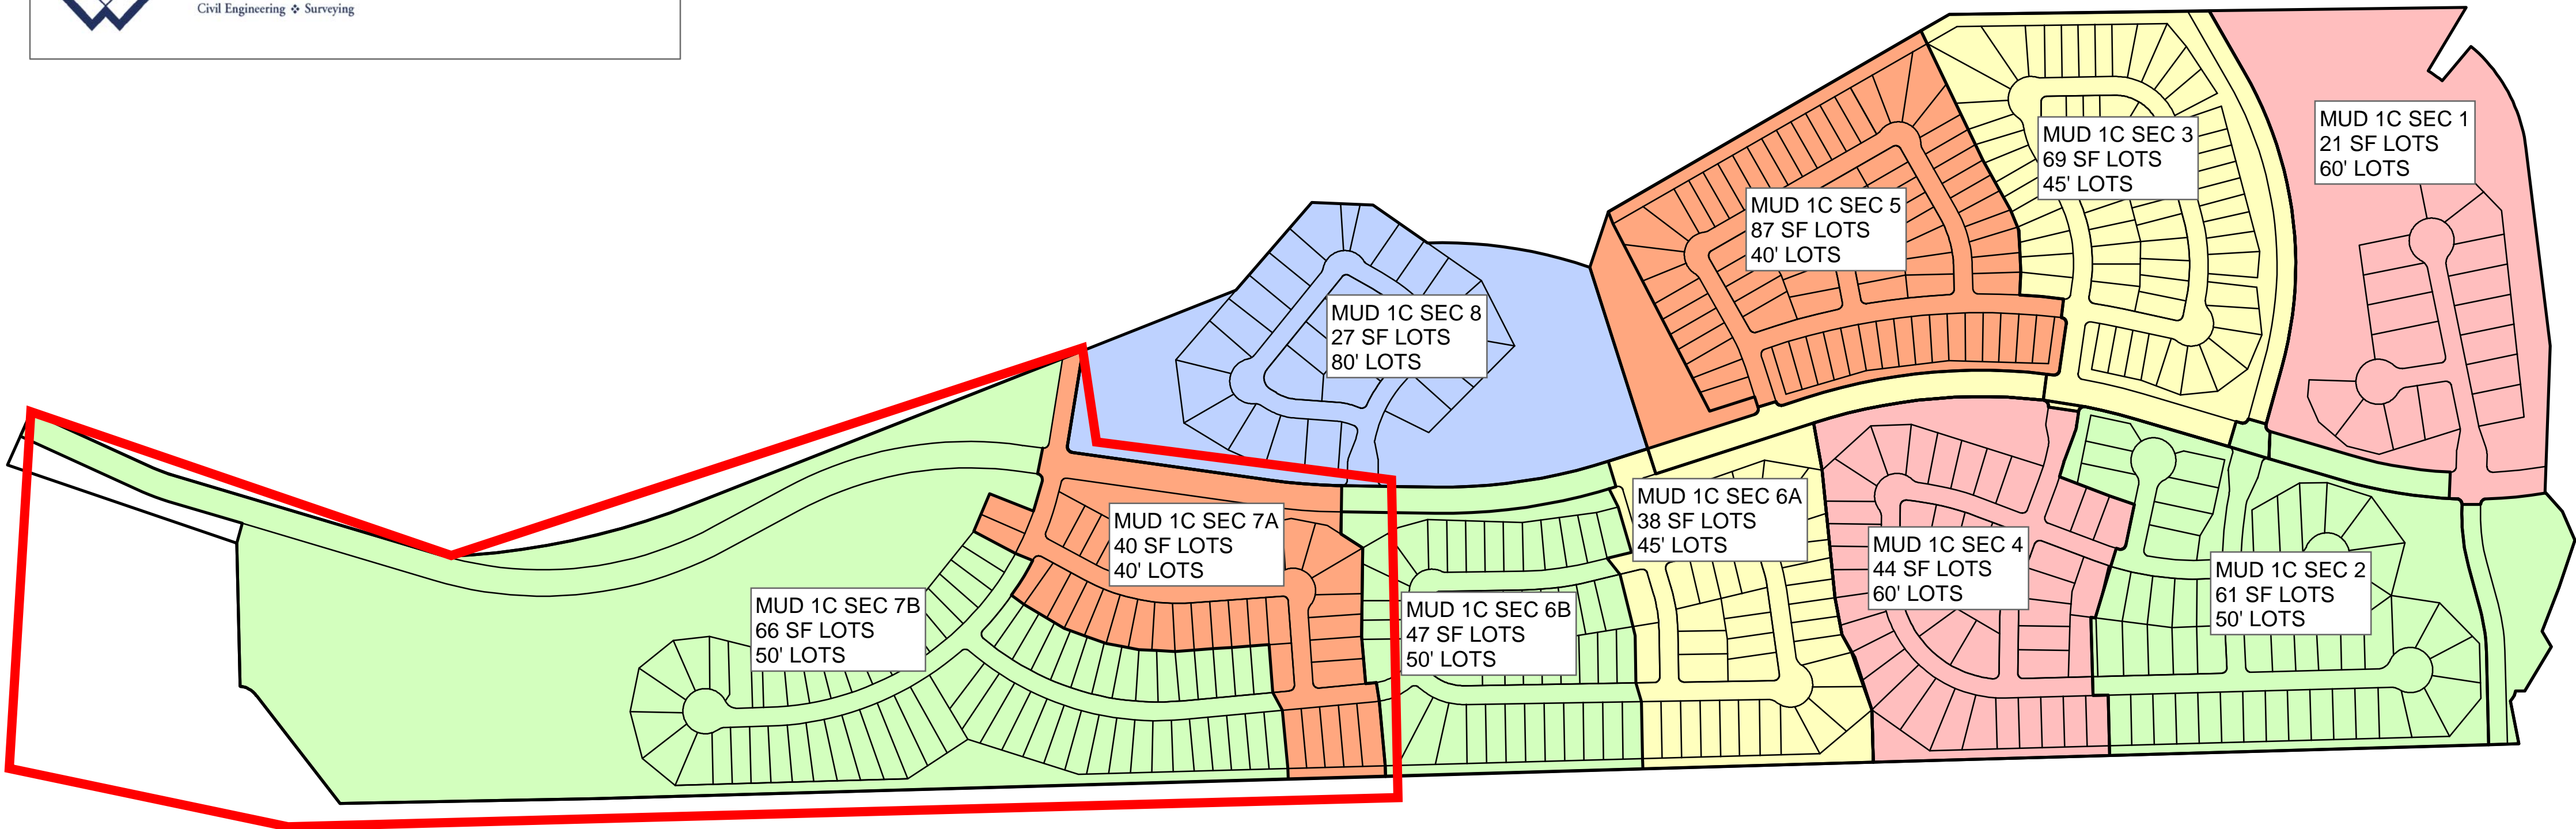 Civil Engineering ❖ Surveying
MUD 1C SEC 1
21 SF LOTS
60' LOTS
MUD 1C SEC 3
69 SF LOTS
45' LOTS
MUD 1C SEC 5
87 SF LOTS
40' LOTS
MUD 1C SEC 8
27 SF LOTS
80' LOTS
MUD 1C SEC 6A
38 SF LOTS
45' LOTS
MUD 1C SEC 7A
40 SF LOTS
40' LOTS
MUD 1C SEC 4
44 SF LOTS
60' LOTS
MUD 1C SEC 2
61 SF LOTS
50' LOTS
MUD 1C SEC 7B
66 SF LOTS
50' LOTS
MUD 1C SEC 6B
47 SF LOTS
50' LOTS